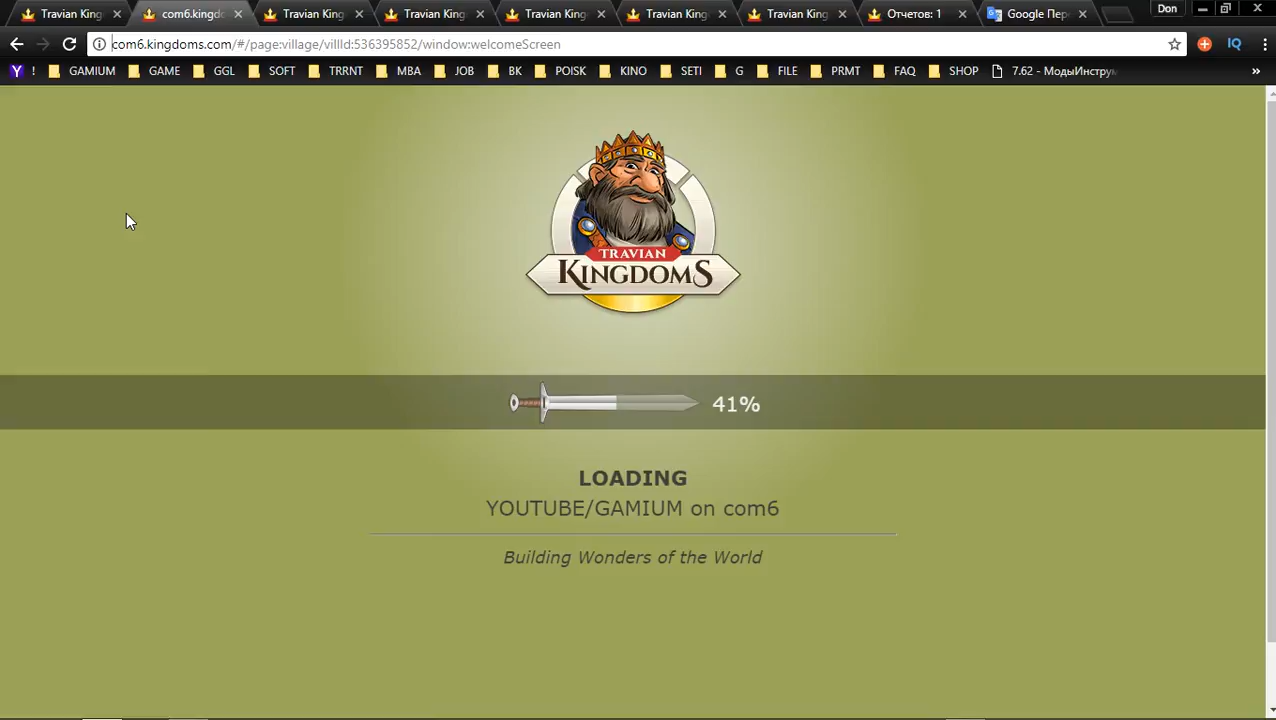 Travian King
com6.kingdo
Travian King
Travian King
Travian King
Travian King
Travian King
Отчетов: 1
Google Пер
Don
com6.kingdoms.com/#/page:village/villId:536395852/window:welcomeScreen
IQ
Y !
GAMIUM
GAME
GGL
SOFT
TRRNT
MBA
JOB
BK
POISK
KINO
SETI
G
FILE
PRMT
FAQ
SHOP
7.62 - МодыИнструм
»
TRAVIAN
KINGDOMS
41%
LOADING
YOUTUBE/GAMIUM on com6
Building Wonders of the World